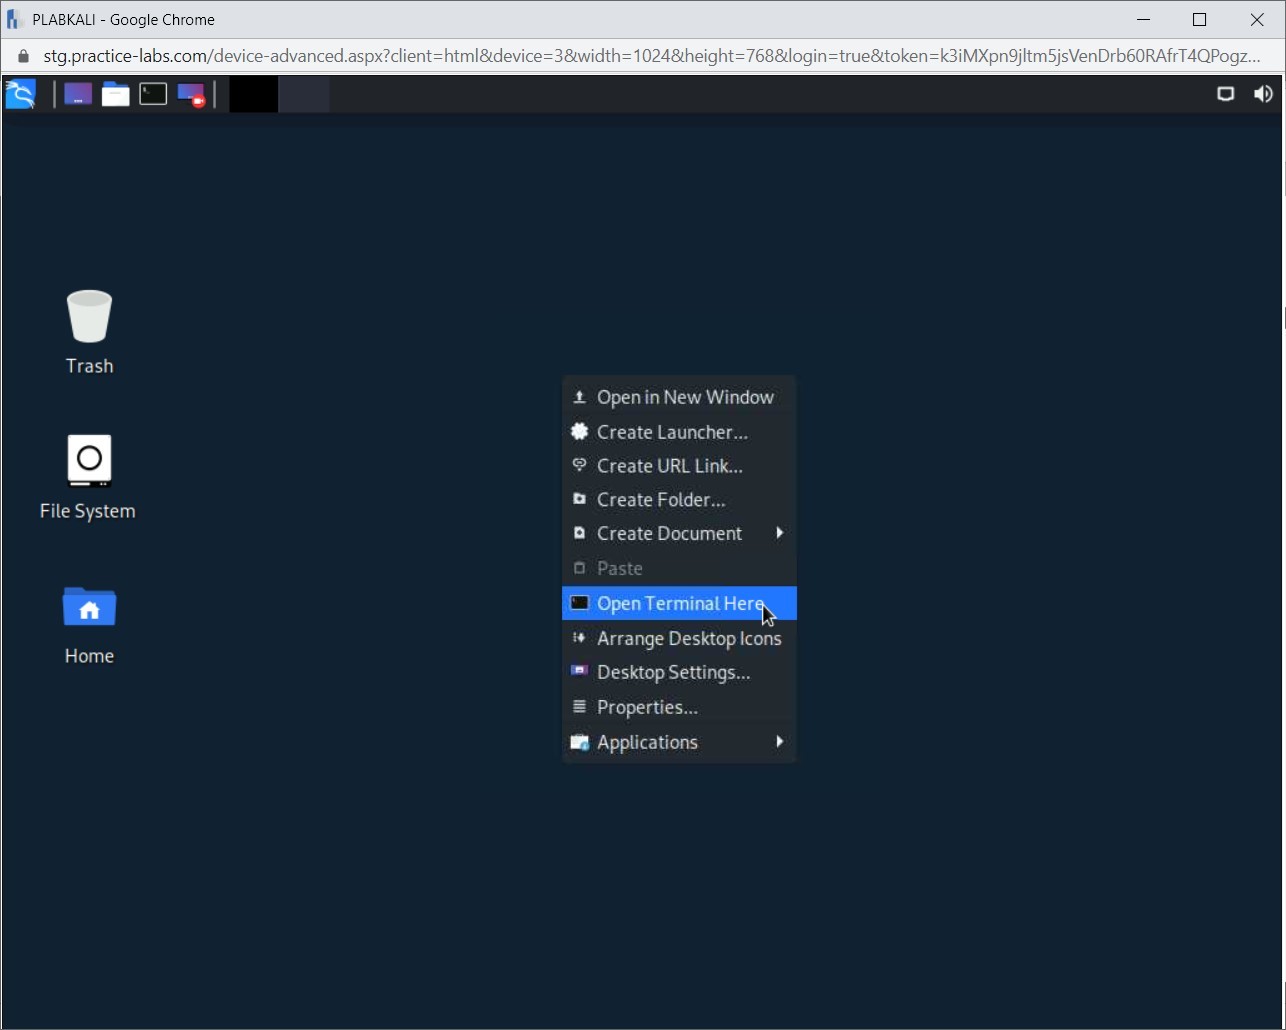 PLABKALI - Google Chrome
stg.practice-labs.com/device-advanced.aspx?client=html&device=3&width=1024&height=768&login=true&token=k3iMXpn9jltm5jsVenDrb60RAfrT4QPogz...
Trash
File System
Home
Open in New Window
Create Launcher...
Create URL Link...
Create Folder...
Create Document
Paste
Open Terminal Here
Arrange Desktop Icons
Desktop Settings...
Properties...
Applications